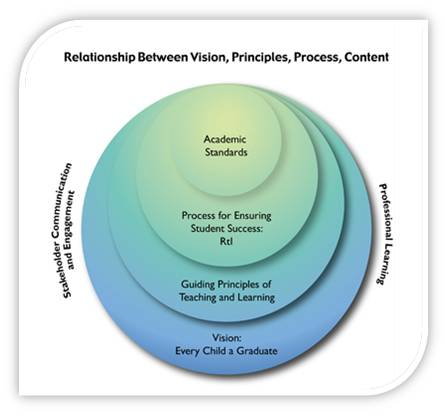 Relationship Between Vision, Principles, Process, Content
Academic
Standards
Process for Ensuring
Student Success:
RtI
Guiding Principles of
Teaching and Learning
Vision:
Every Child a Graduate
Stakeholder Communication
and Engagement
Professional Learning